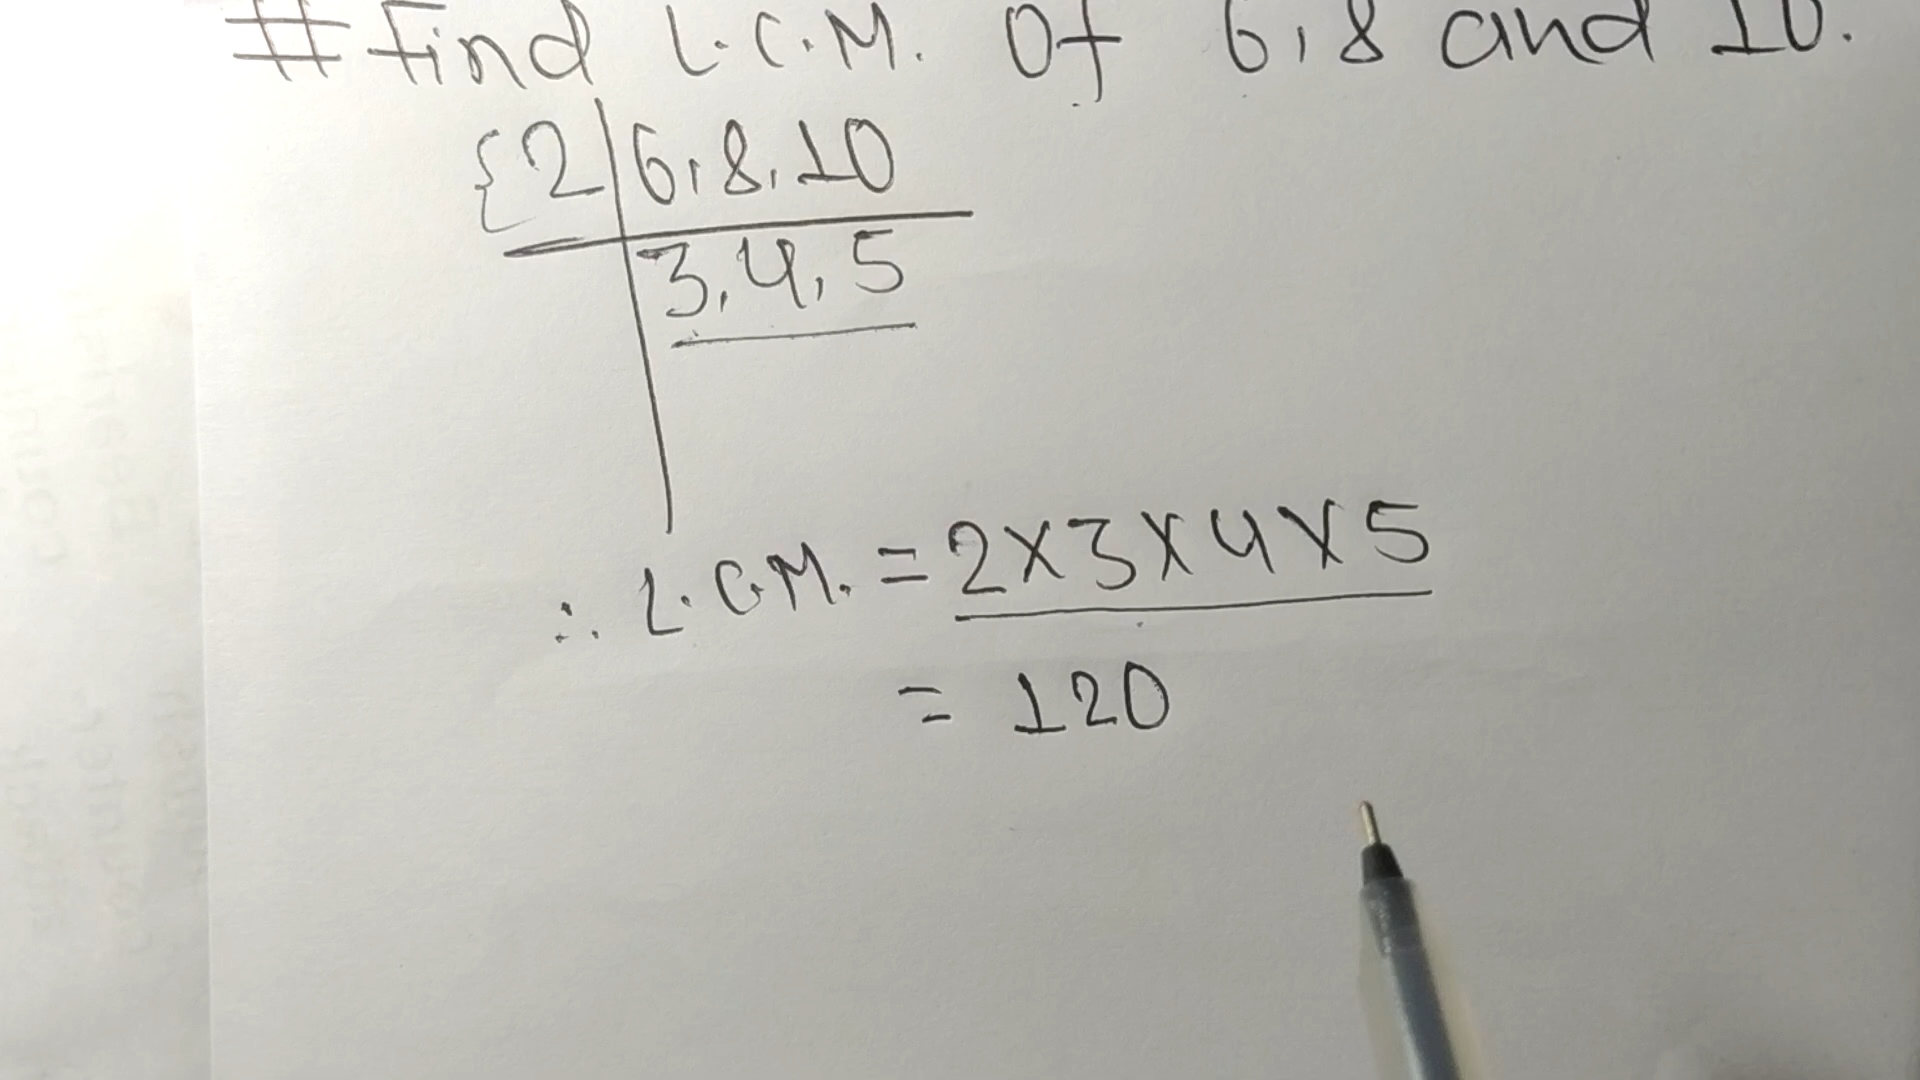 # Find L.C.M. of 6, 8 and 10.
{2 | 6, 8, 10
3, 4, 5
∴ L.C.M. = 2×3×4×5
= 120